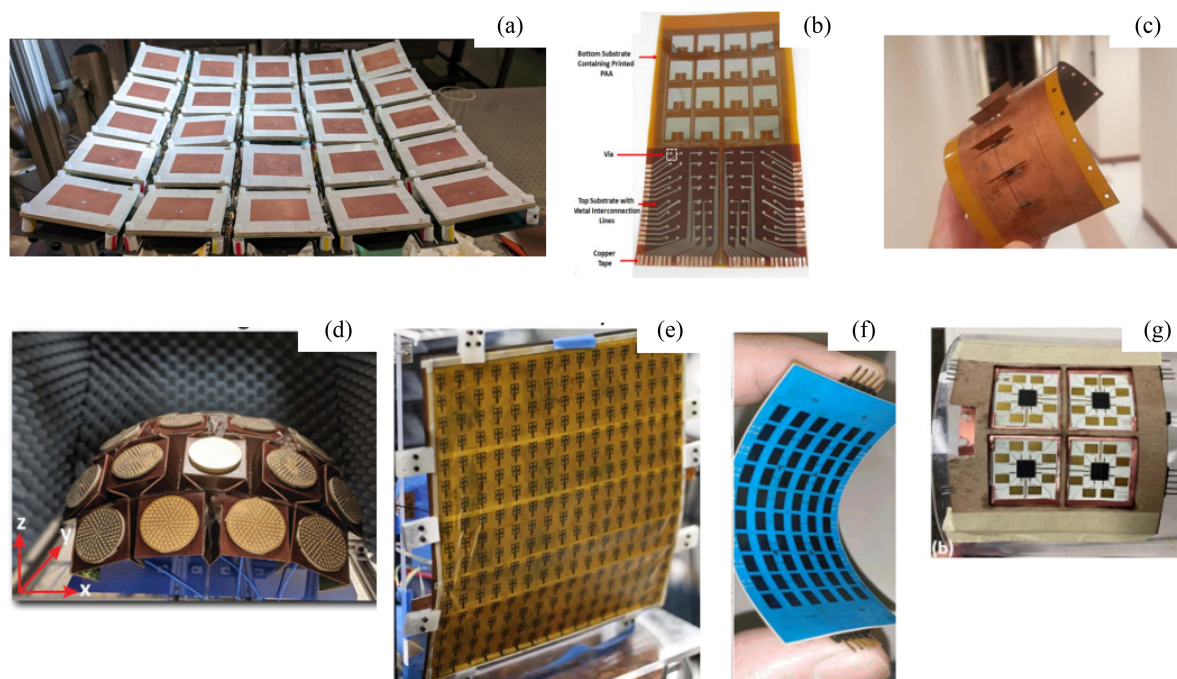 (a)
(b)
(c)
Bottom Substrate
Containing Printed
PAA
Via
Top Substrate with
Metal Interconnection
Lines
Copper
Tape
(d)
(e)
(f)
(g)
z
y
x
(b)